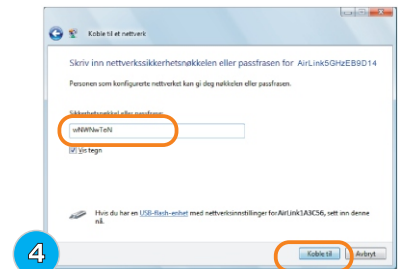 Koble til et nettverk
Skriv inn nettverkssikkerhetsnøkkelen eller passfrasen for AirLink5GHzEB9D14
Personen som konfigurerte nettverket kan gi deg nøkkelen eller passfrasen.
Sikkerhetsnøkkel eller passfrase:
wNWNwTeN
Vis tegn
Hvis du har en USB-flash-enhet med nettverksinnstillinger for AirLink1A3C56, sett inn denne
nå.
4
Koble til Avbryt